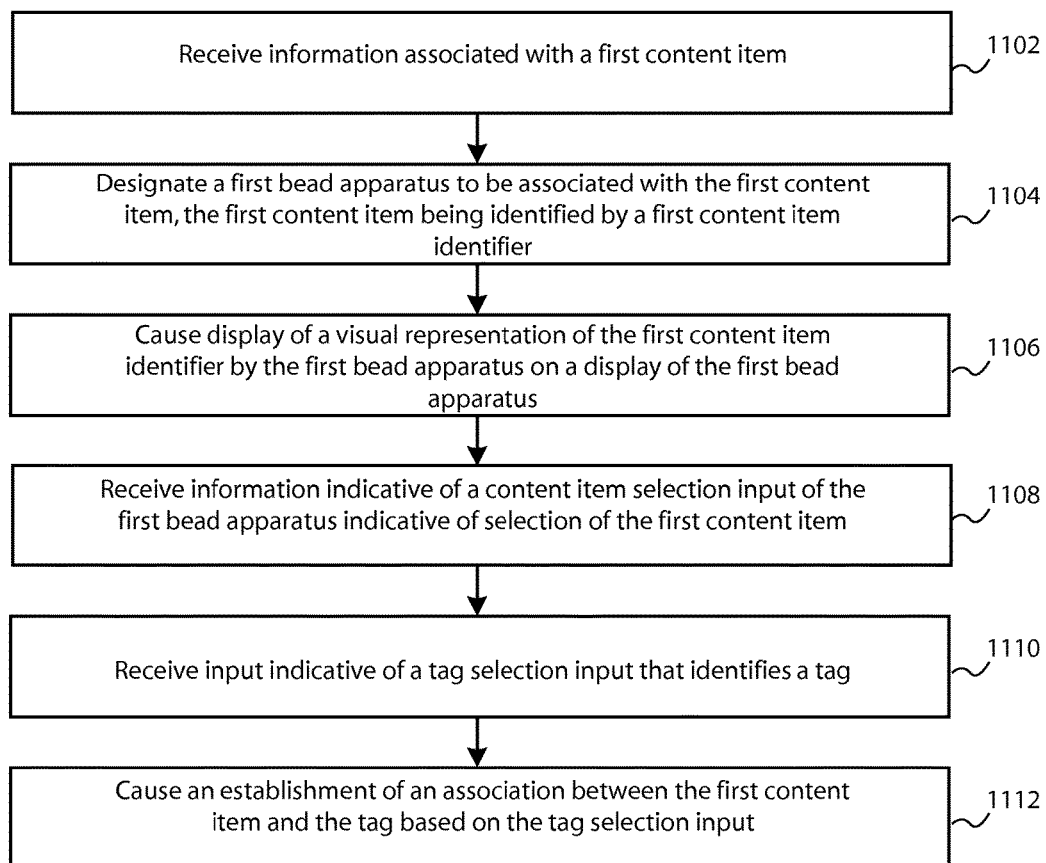 Receive information associated with a first content item
1102
Designate a first bead apparatus to be associated with the first content
item, the first content item being identified by a first content item
identifier
1104
Cause display of a visual representation of the first content item
identifier by the first bead apparatus on a display of the first bead
apparatus
1106
Receive information indicative of a content item selection input of the
first bead apparatus indicative of selection of the first content item
1108
Receive input indicative of a tag selection input that identifies a tag
1110
Cause an establishment of an association between the first content
item and the tag based on the tag selection input
1112